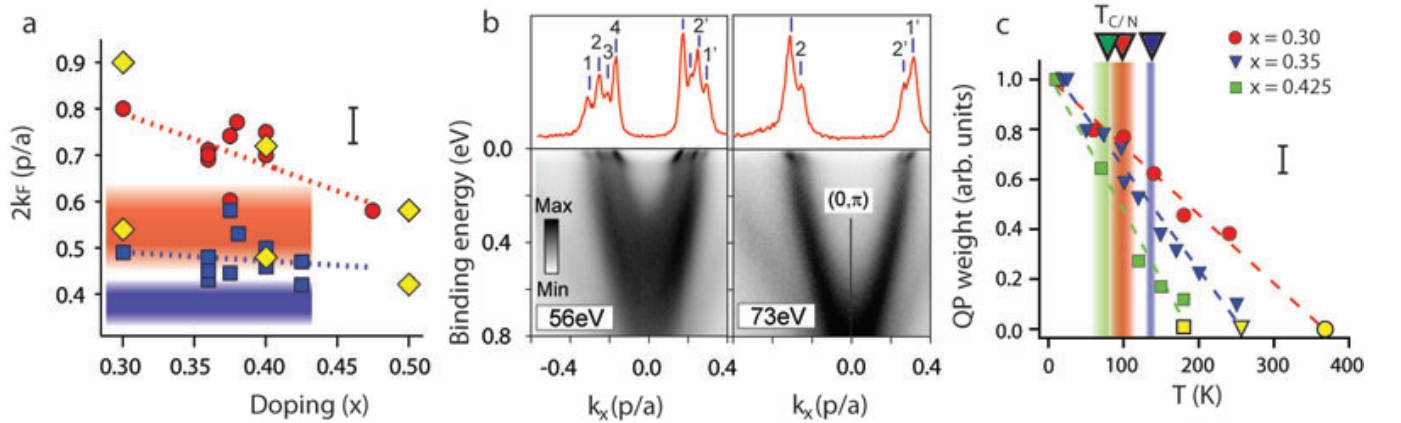 a
0.9
0.8
0.7
0.6
0.5
0.4
2kF (p/a)
0.30 0.35 0.40 0.45 0.50
Doping (x)
b
1 2 3 4 2' 1'
2 2' 1'
0.0
0.4
0.8
Binding energy (eV)
Max
Min
(0,π)
56eV
73eV
-0.4 0.0 0.4
0.0 0.4
kx(p/a)
kx(p/a)
c
TC/N
x = 0.30
x = 0.35
x = 0.425
1.0
0.8
0.6
0.4
0.2
0.0
QP weight (arb. units)
0 100 200 300 400
T (K)